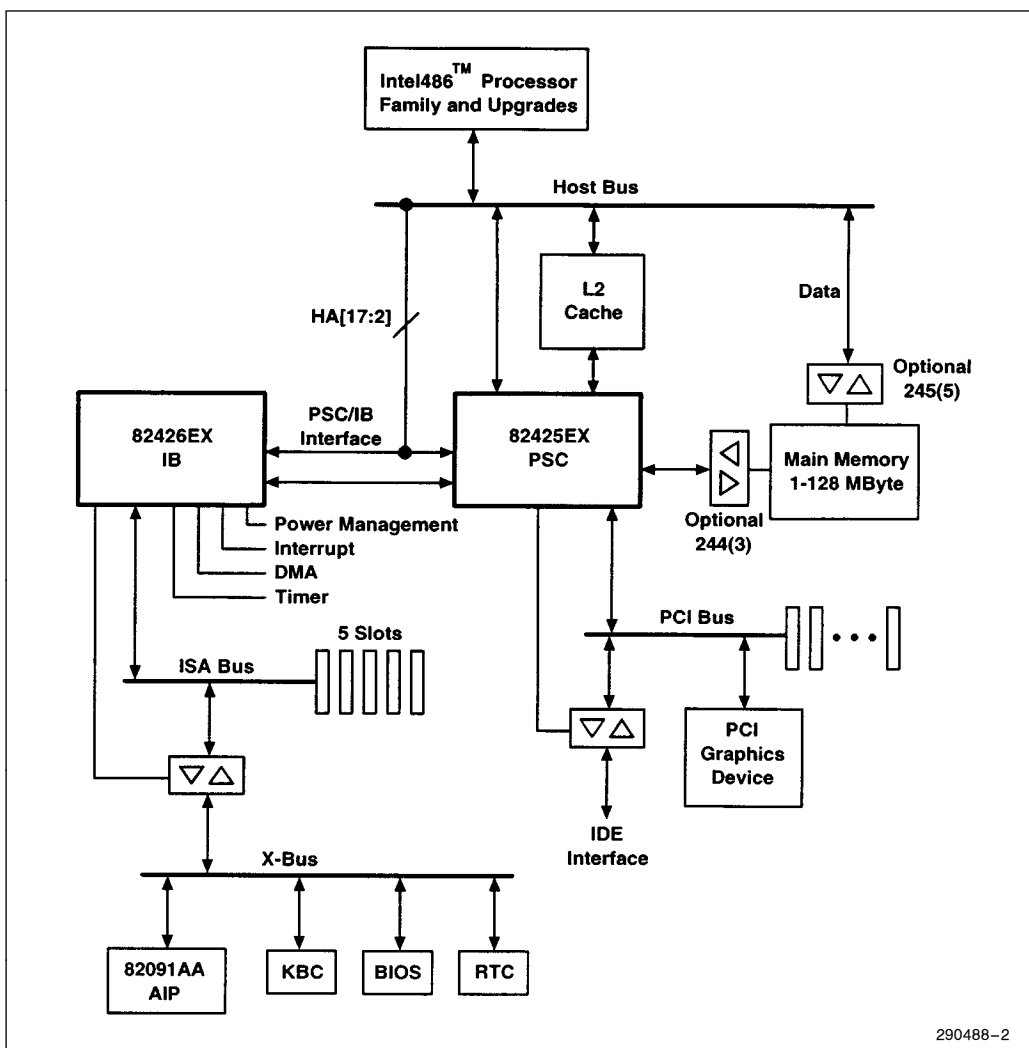 Intel486™ Processor
Family and Upgrades
Host Bus
HA[17:2]
L2
Cache
Data
Optional
245(5)
82426EX
IB
PSC/IB
Interface
82425EX
PSC
Main Memory
1-128 MByte
Optional
244(3)
Power Management
Interrupt
DMA
Timer
5 Slots
ISA Bus
PCI Bus
PCI
Graphics
Device
IDE
Interface
X-Bus
82091AA
AIP
KBC
BIOS
RTC
290488-2